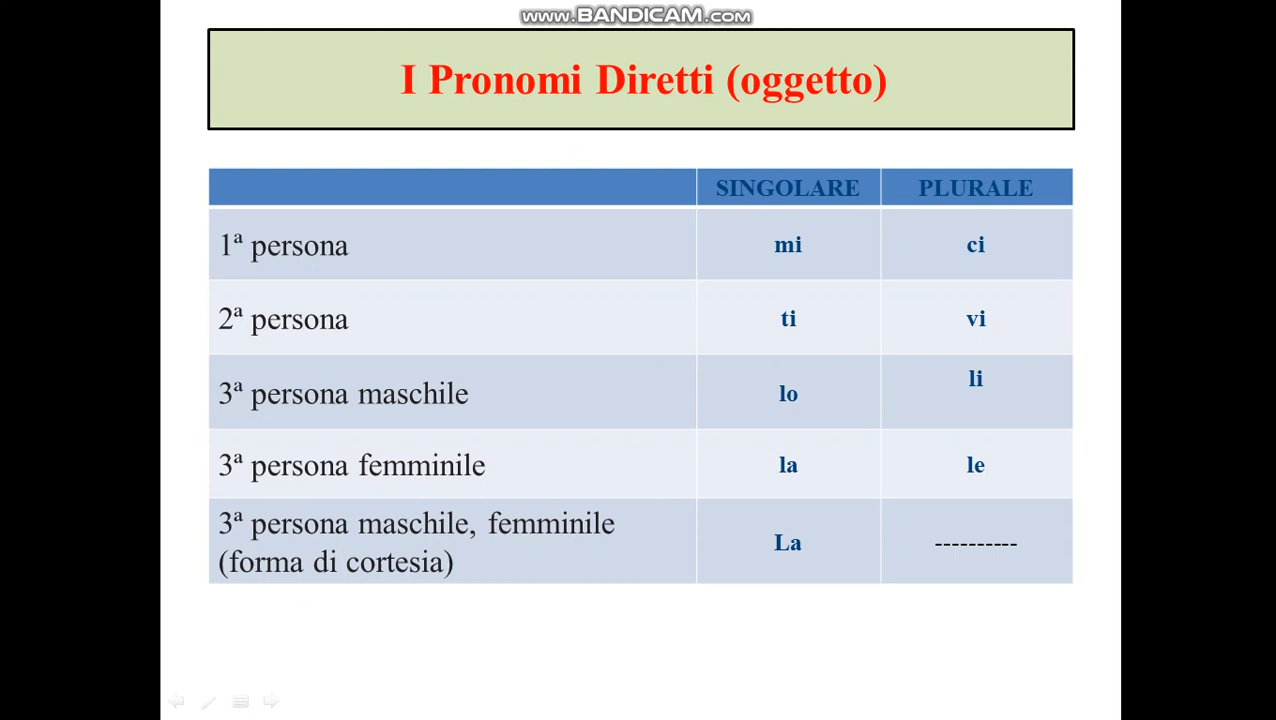 www.BANDICAM.com
I Pronomi Diretti (oggetto)
SINGOLARE PLURALE
1ª persona mi ci
2ª persona ti vi
3ª persona maschile lo li
3ª persona femminile la le
3ª persona maschile, femminile
(forma di cortesia) La ----------